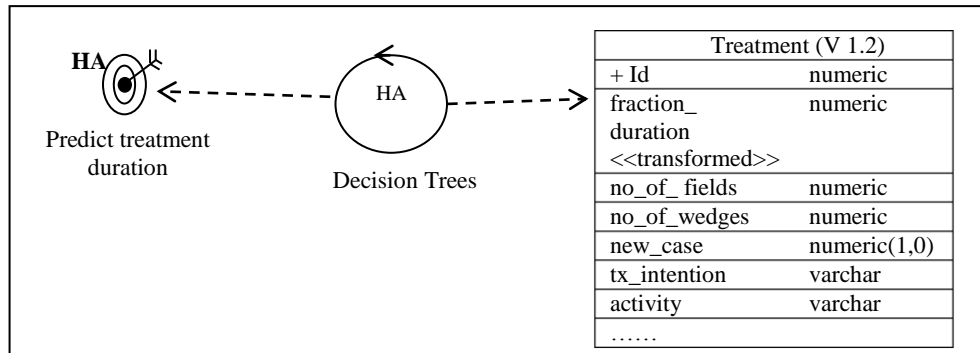 HA
Predict treatment
duration
HA
Decision Trees
Treatment (V 1.2)
+ Id numeric
fraction_ numeric
duration
<<transformed>>
no_of_ fields numeric
no_of_wedges numeric
new_case numeric(1,0)
tx_intention varchar
activity varchar
……